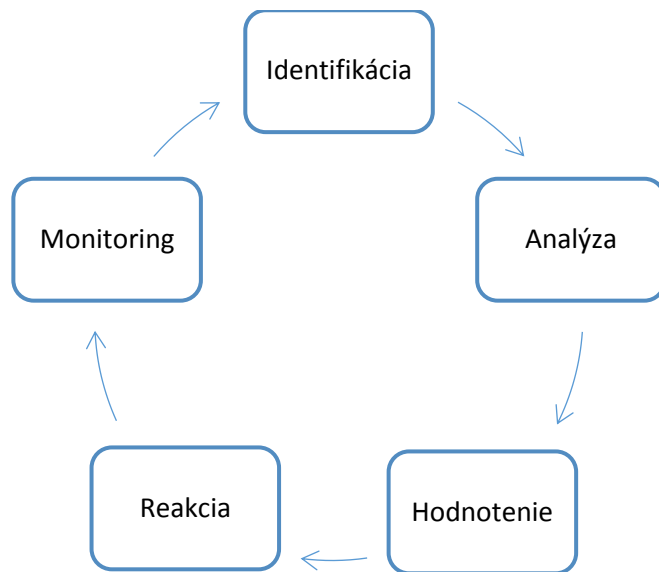 Identifikácia
Analýza
Hodnotenie
Reakcia
Monitoring